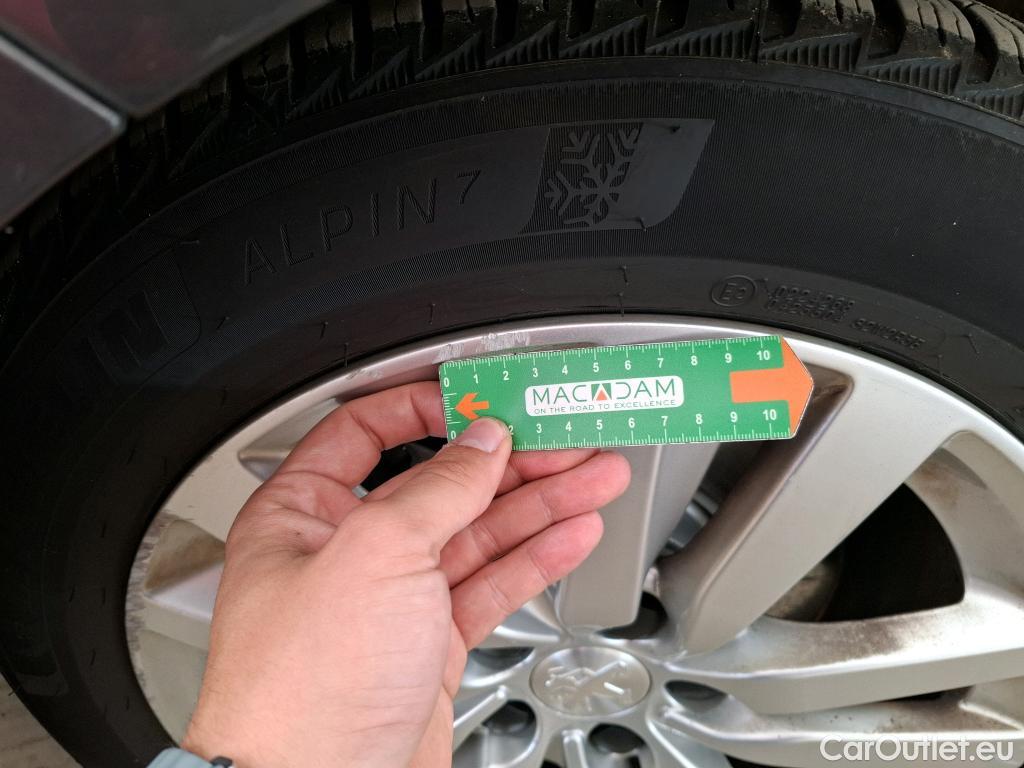 ALPIN 7
E2
0 1 2 3 4 5 6 7 8 9 10
MACADAM
ON THE ROAD TO EXCELLENCE
0 2 3 4 5 6 7 8 9 10
CarOutlet.eu